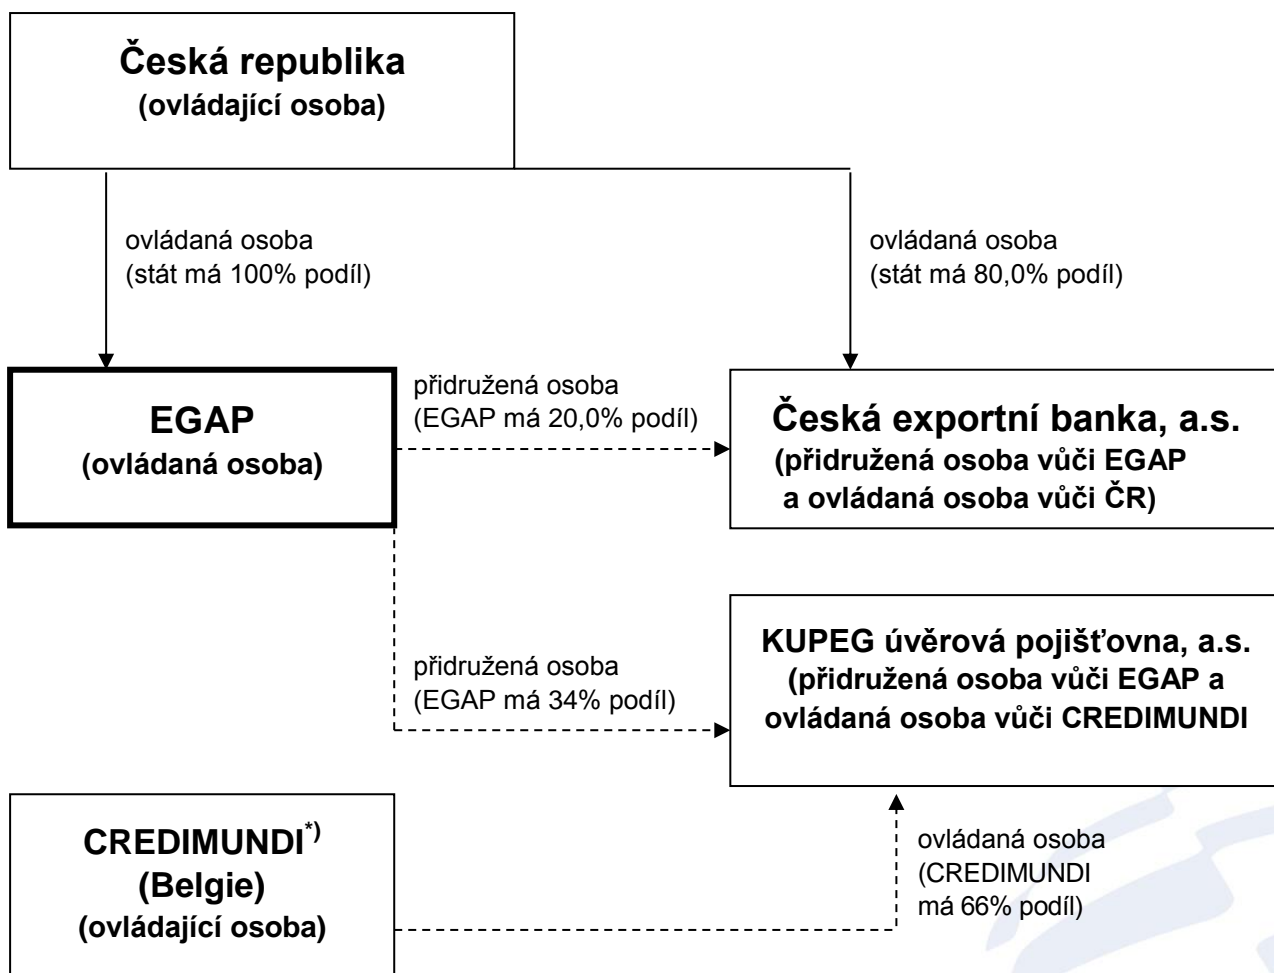 Česká republika
(ovládající osoba)
ovládaná osoba
(stát má 100% podíl)
ovládaná osoba
(stát má 80,0% podíl)
EGAP
(ovládaná osoba)
přidružená osoba
(EGAP má 20,0% podíl)
Česká exportní banka, a.s.
(přidružená osoba vůči EGAP
a ovládaná osoba vůči ČR)
přidružená osoba
(EGAP má 34% podíl)
KUPEG úvěrová pojišťovna, a.s.
(přidružená osoba vůči EGAP a
ovládaná osoba vůči CREDIMUNDI
CREDIMUNDI*)
(Belgie)
(ovládající osoba)
ovládaná osoba
(CREDIMUNDI
má 66% podíl)